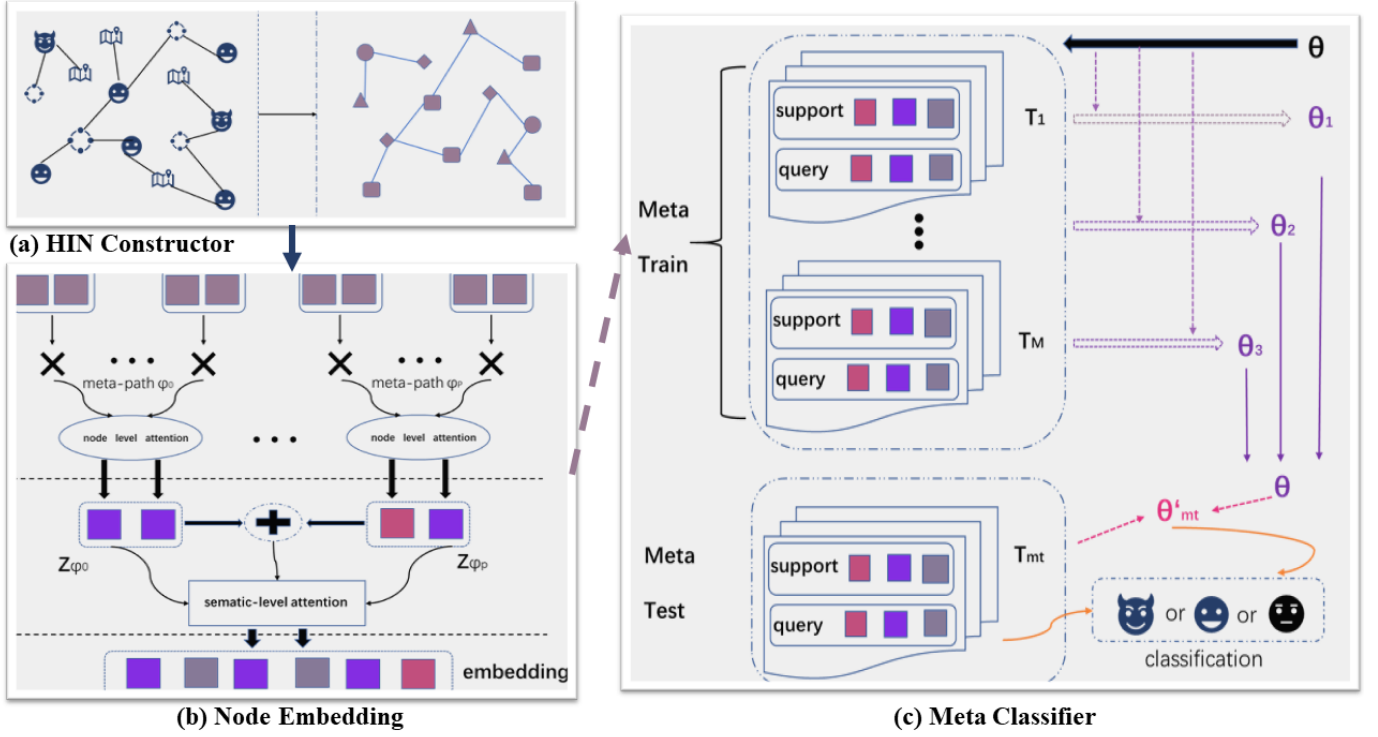 (a) HIN Constructor
meta-path φ₀
meta-path φₚ
node level attention
node level attention
Zφ₀
Zφₚ
sematic-level attention
embedding
(b) Node Embedding
θ
support
T₁
θ₁
query
Meta
Train
θ₂
support
T_M
θ₃
query
θ
θ‘mt
Meta
Test
support
T_mt
query
or
or
classification
(c) Meta Classifier